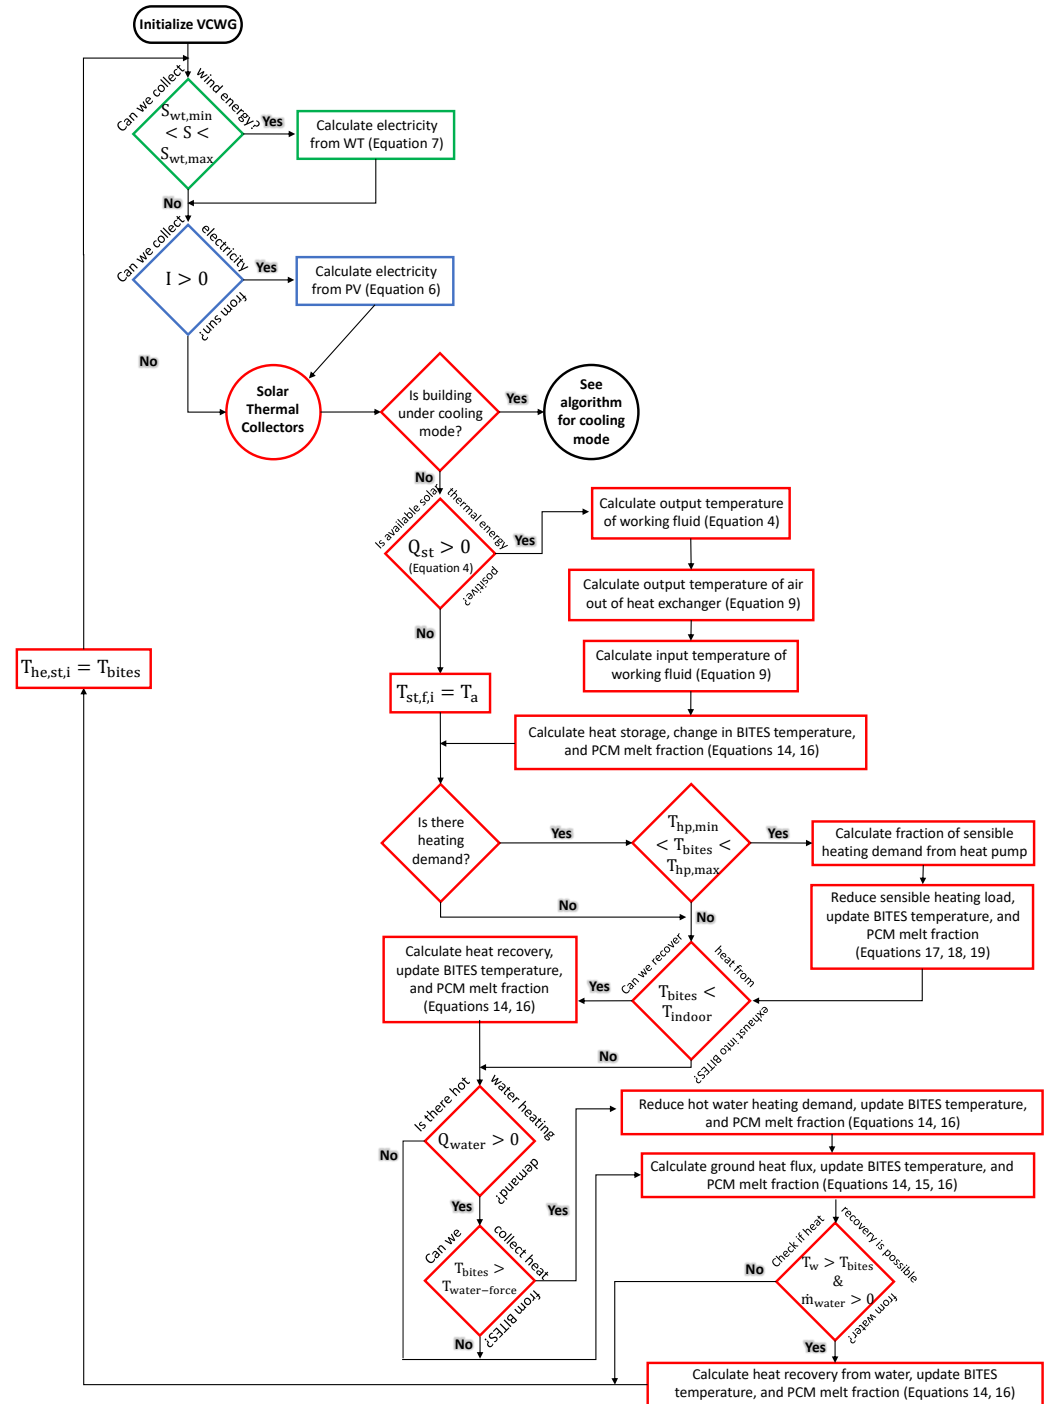 Initialize VCWG
Can we collect
wind energy?
S_wt,min
< S <
S_wt,max
Yes
Calculate electricity
from WT (Equation 7)
No
Can we collect
electricity
from sun?
I > 0
Yes
Calculate electricity
from PV (Equation 6)
No
Solar
Thermal
Collectors
Is building
under cooling
mode?
Yes
See
algorithm
for cooling
mode
No
Is available solar
thermal energy
positive?
Q_st > 0
(Equation 4)
Yes
Calculate output temperature
of working fluid (Equation 4)
Calculate output temperature of air
out of heat exchanger (Equation 9)
No
Calculate input temperature of
working fluid (Equation 9)
T_he,st,i = T_bites
T_st,f,i = T_a
Calculate heat storage, change in BITES temperature,
and PCM melt fraction (Equations 14, 16)
Is there
heating
demand?
Yes
T_hp,min
< T_bites <
T_hp,max
Yes
Calculate fraction of sensible
heating demand from heat pump
Reduce sensible heating load,
update BITES temperature, and
PCM melt fraction
(Equations 17, 18, 19)
No
No
Can we recover
heat from
exhaust into BITES?
T_bites <
T_indoor
Yes
Calculate heat recovery,
update BITES temperature,
and PCM melt fraction
(Equations 14, 16)
No
Is there hot
water heating
demand?
Q_water > 0
No
Yes
Yes
Reduce hot water heating demand, update BITES temperature,
and PCM melt fraction (Equations 14, 16)
Calculate ground heat flux, update BITES temperature, and
PCM melt fraction (Equations 14, 15, 16)
Can we
collect heat
from BITES?
T_bites >
T_water−force
No
Check if heat
recovery is possible
from water?
T_w > T_bites
&
ṁ_water > 0
No
Yes
Calculate heat recovery from water, update BITES
temperature, and PCM melt fraction (Equations 14, 16)